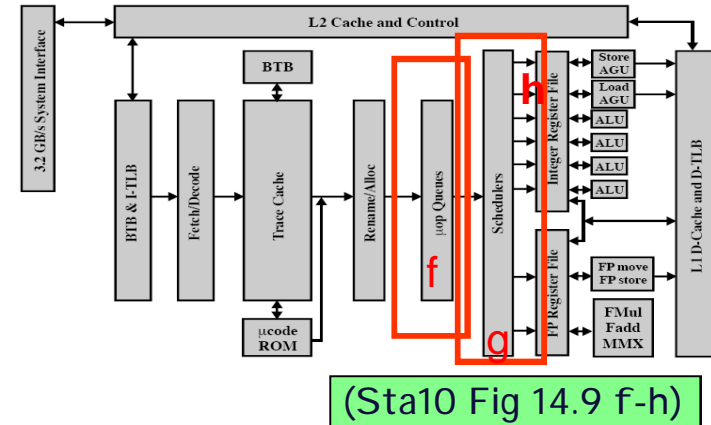 L2 Cache and Control
3.2 GB/s System Interface
BTB
BTB & I-TLB
Fetch/Decode
Trace Cache
µcode
ROM
Rename/Alloc
µop Queues
f
Schedulers
g
h
Integer Register File
FP Register File
Store
AGU
Load
AGU
ALU
ALU
ALU
ALU
FP move
FP store
FMul
Fadd
MMX
L1 D-Cache and D-TLB
(Sta10 Fig 14.9 f-h)